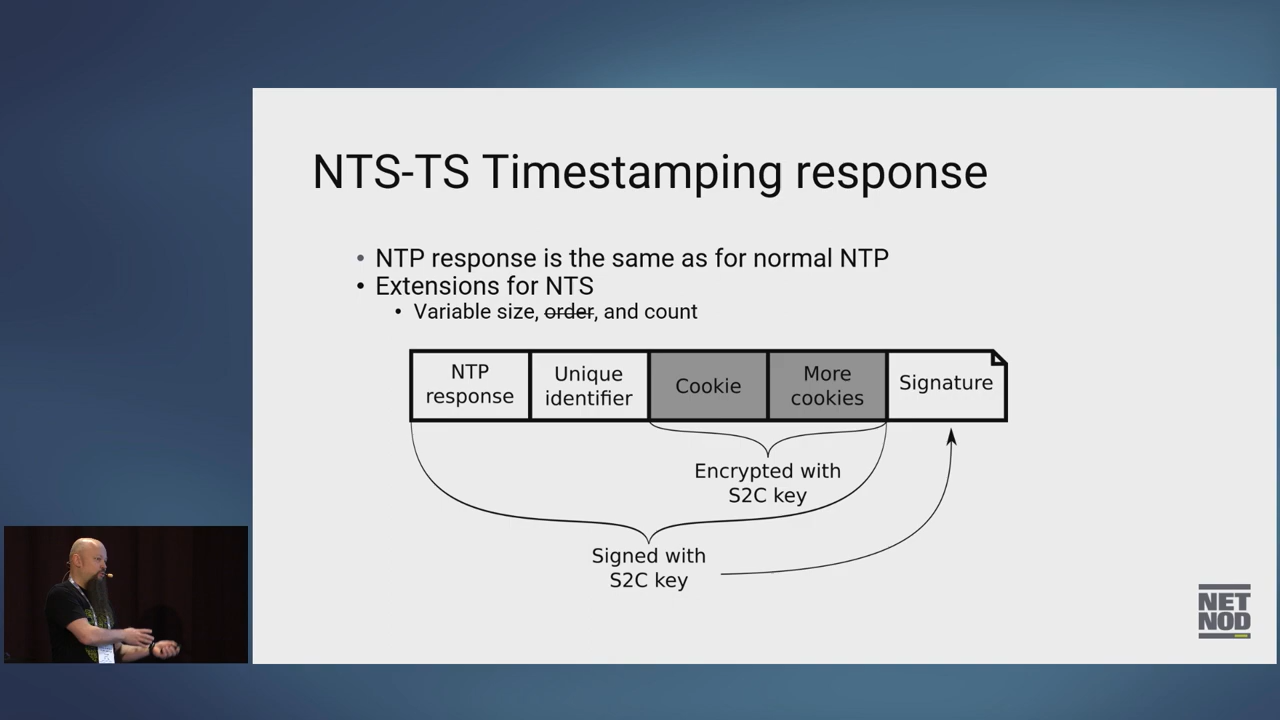 NTS-TS Timestamping response
• NTP response is the same as for normal NTP
• Extensions for NTS
• Variable size, order, and count
NTP
response
Unique
identifier
Cookie
More
cookies
Signature
Encrypted with
S2C key
Signed with
S2C key
NET
NOD